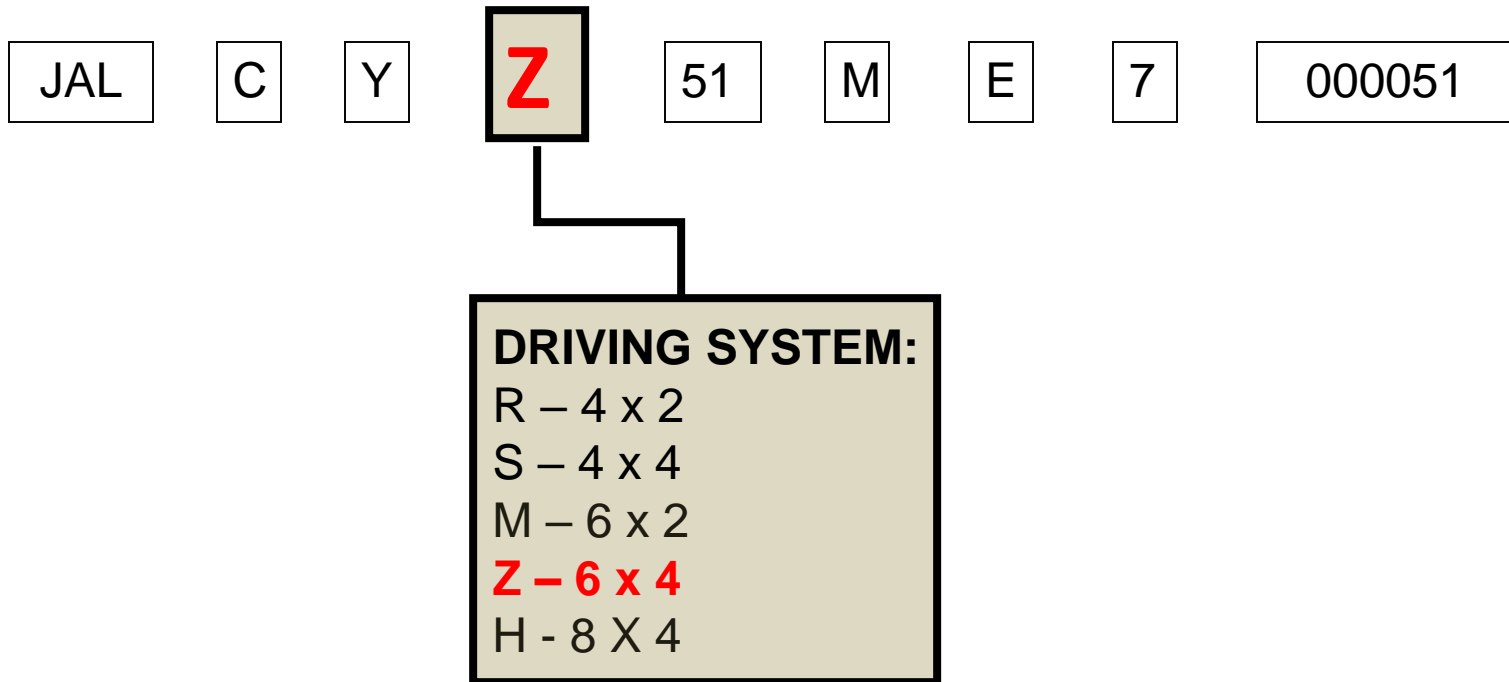 JAL C Y Z 51 M E 7 000051
DRIVING SYSTEM:
R – 4 x 2
S – 4 x 4
M – 6 x 2
Z – 6 x 4
H - 8 X 4